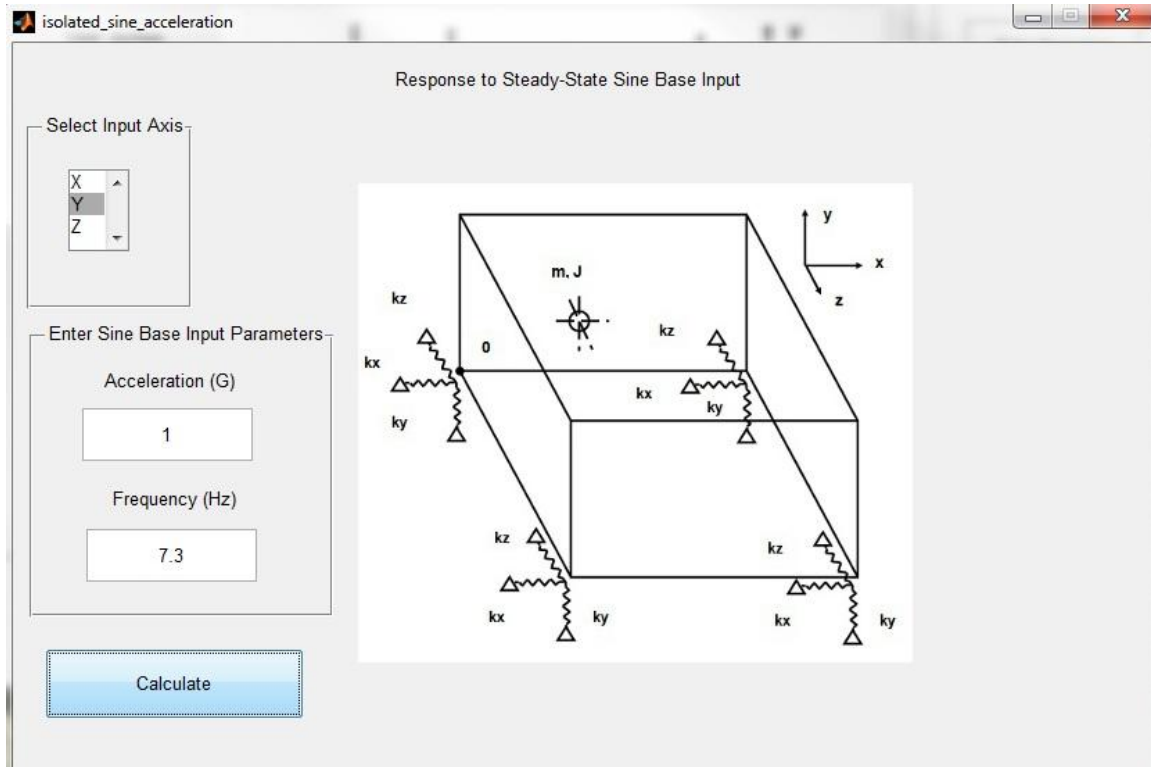 isolated_sine_acceleration
Response to Steady-State Sine Base Input
Select Input Axis
X
Y
Z
Enter Sine Base Input Parameters
Acceleration (G)
1
Frequency (Hz)
7.3
Calculate
y
x
z
m, J
kz
0
kz
kx
kx
ky
ky
kz
kz
kx
ky
kx
ky